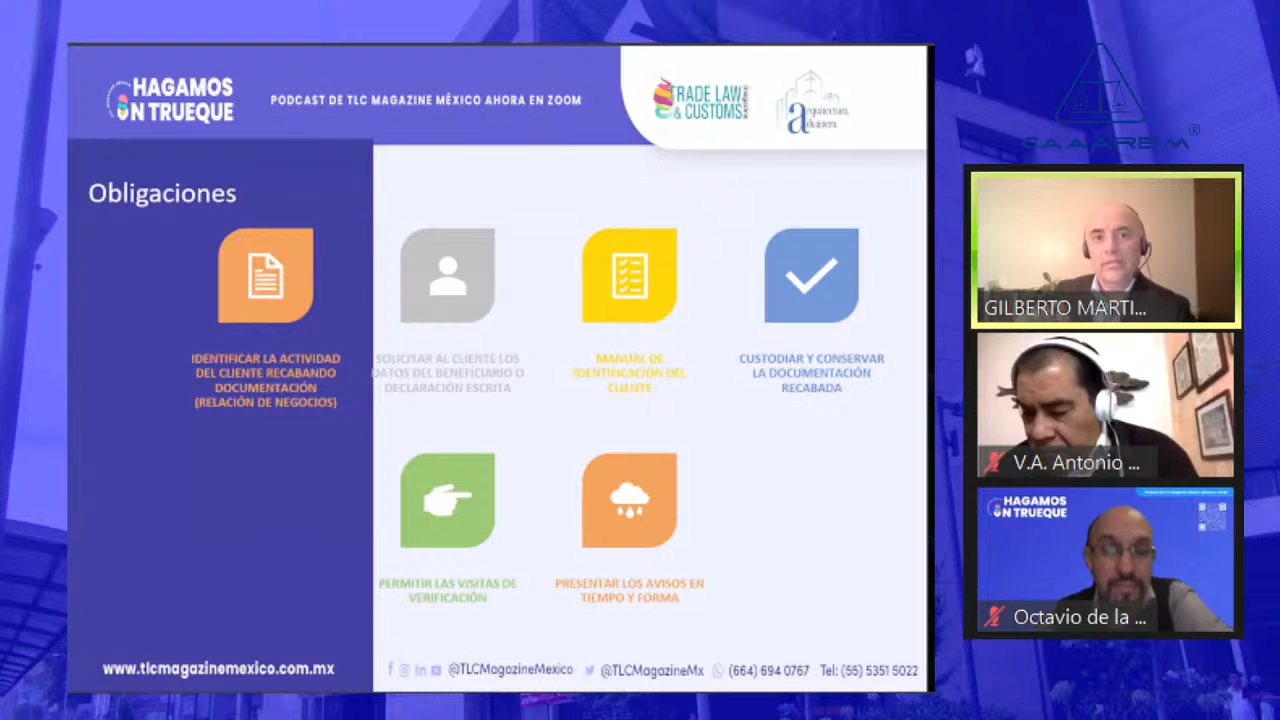 HAGAMOS
UN TRUEQUE
PODCAST DE TLC MAGAZINE MÉXICO AHORA EN ZOOM
TRADE LAW
& CUSTOMS
arquitectura
aduanera
CAAAREM®
Obligaciones
IDENTIFICAR LA ACTIVIDAD
DEL CLIENTE RECABANDO
DOCUMENTACIÓN
(RELACIÓN DE NEGOCIOS)
SOLICITAR AL CLIENTE LOS
DATOS DEL BENEFICIARIO O
DECLARACIÓN ESCRITA
MANUAL DE
IDENTIFICACIÓN DEL
CLIENTE
CUSTODIAR Y CONSERVAR
LA DOCUMENTACIÓN
RECABADA
PERMITIR LAS VISITAS DE
VERIFICACIÓN
PRESENTAR LOS AVISOS EN
TIEMPO Y FORMA
www.tlcmagazinemexico.com.mx
@TLCMagazineMexico
@TLCMagazineMx
(664) 694 0767
Tel: (55) 5351 5022
GILBERTO MARTI...
V.A. Antonio ...
HAGAMOS
UN TRUEQUE
Octavio de la ...